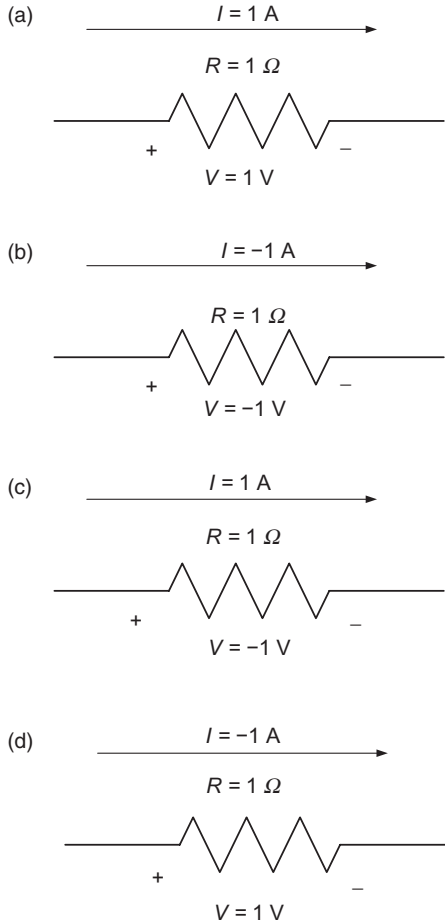 (a)
I = 1 A
R = 1 Ω
+ −
V = 1 V
(b)
I = −1 A
R = 1 Ω
+ −
V = −1 V
(c)
I = 1 A
R = 1 Ω
+ −
V = −1 V
(d)
I = −1 A
R = 1 Ω
+ −
V = 1 V